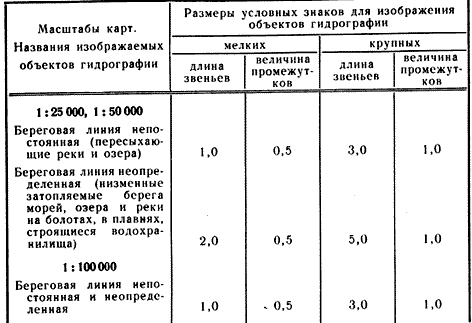 Масштабы карт.
Названия изображаемых
объектов гидрографии
Размеры условных знаков для изображения
объектов гидрографии
мелких
крупных
длина
звеньев
величина
промежут-
ков
длина
звеньев
величина
промежут-
ков
1 : 25 000, 1 : 50 000
Береговая линия непо-
стоянная (пересыхаю-
щие реки и озера) 1,0 0,5 3,0 1,0
Береговая линия неопре-
деленная (низменные
затопляемые берега
морей, озера и реки
на болотах, в плавнях,
строящиеся водохра-
нилища) 2,0 0,5 5,0 1,0
1 : 100 000
Береговая линия непо-
стоянная и неопреде-
ленная 1,0 0,5 3,0 1,0